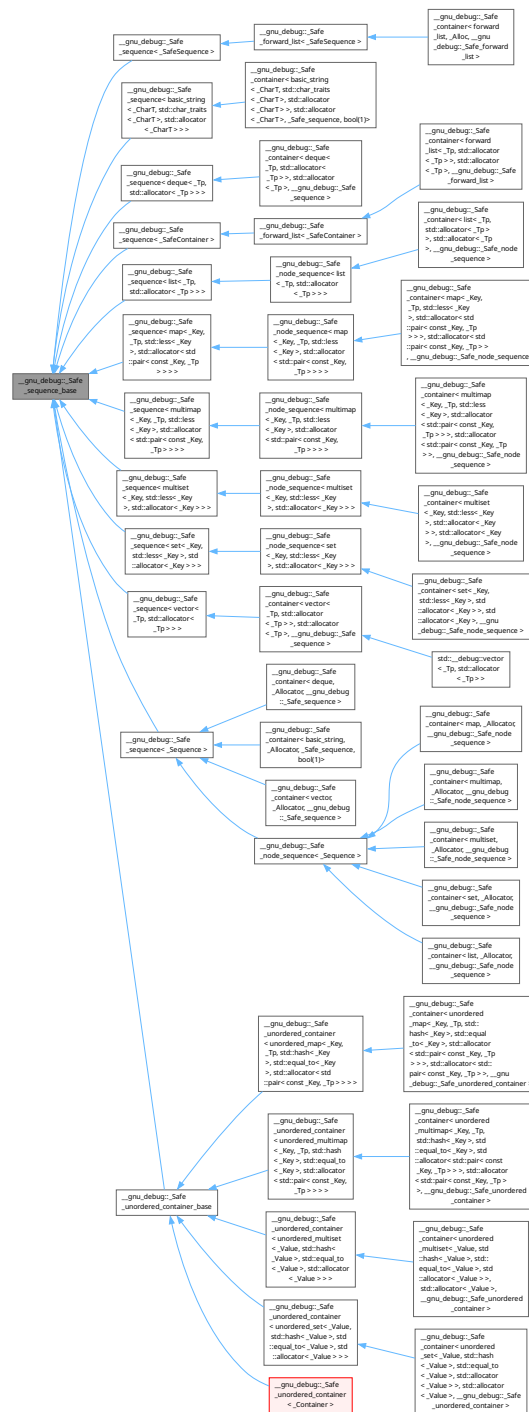 __gnu_debug::_Safe
_sequence_base
__gnu_debug::_Safe
_sequence< _SafeSequence >
__gnu_debug::_Safe
_sequence< basic_string
< _CharT, std::char_traits
< _CharT >, std::allocator
< _CharT > > >
__gnu_debug::_Safe
_sequence< deque< _Tp,
std::allocator< _Tp > > >
__gnu_debug::_Safe
_sequence< _SafeContainer >
__gnu_debug::_Safe
_sequence< list< _Tp,
std::allocator< _Tp > > >
__gnu_debug::_Safe
_sequence< map< _Key,
_Tp, std::less< _Key
>, std::allocator< std
::pair< const _Key, _Tp
> > > >
__gnu_debug::_Safe
_sequence< multimap
< _Key, _Tp, std::less
< _Key >, std::allocator
< std::pair< const _Key,
_Tp > > > >
__gnu_debug::_Safe
_sequence< multiset
< _Key, std::less< _Key
>, std::allocator< _Key > > >
__gnu_debug::_Safe
_sequence< set< _Key,
std::less< _Key >, std
::allocator< _Key > > >
__gnu_debug::_Safe
_sequence< vector<
_Tp, std::allocator<
_Tp > > >
__gnu_debug::_Safe
_sequence< _Sequence >
__gnu_debug::_Safe
_unordered_container_base
__gnu_debug::_Safe
_forward_list< _SafeSequence >
__gnu_debug::_Safe
_container< basic_string
< _CharT, std::char_traits
< _CharT >, std::allocator
< _CharT > >, std::allocator
< _CharT >, _Safe_sequence, bool(1)>
__gnu_debug::_Safe
_container< deque<
_Tp, std::allocator<
_Tp > >, std::allocator
< _Tp >, __gnu_debug::_Safe
_sequence >
__gnu_debug::_Safe
_forward_list< _SafeContainer >
__gnu_debug::_Safe
_node_sequence< list
< _Tp, std::allocator
< _Tp > > >
__gnu_debug::_Safe
_node_sequence< map
< _Key, _Tp, std::less
< _Key >, std::allocator
< std::pair< const _Key,
_Tp > > > >
__gnu_debug::_Safe
_node_sequence< multimap
< _Key, _Tp, std::less
< _Key >, std::allocator
< std::pair< const _Key,
_Tp > > > >
__gnu_debug::_Safe
_node_sequence< multiset
< _Key, std::less< _Key
>, std::allocator< _Key > > >
__gnu_debug::_Safe
_node_sequence< set
< _Key, std::less< _Key
>, std::allocator< _Key > > >
__gnu_debug::_Safe
_container< vector<
_Tp, std::allocator
< _Tp > >, std::allocator
< _Tp >, __gnu_debug::_Safe
_sequence >
__gnu_debug::_Safe
_container< deque,
_Allocator, __gnu_debug
::_Safe_sequence >
__gnu_debug::_Safe
_container< basic_string,
_Allocator, _Safe_sequence,
bool(1)>
__gnu_debug::_Safe
_container< vector,
_Allocator, __gnu_debug
::_Safe_sequence >
__gnu_debug::_Safe
_node_sequence< _Sequence >
__gnu_debug::_Safe
_unordered_container
< unordered_map< _Key,
_Tp, std::hash< _Key
>, std::equal_to< _Key
>, std::allocator< std
::pair< const _Key, _Tp > > > >
__gnu_debug::_Safe
_unordered_container
< unordered_multimap
< _Key, _Tp, std::hash
< _Key >, std::equal_to
< _Key >, std::allocator
< std::pair< const _Key,
_Tp > > > >
__gnu_debug::_Safe
_unordered_container
< unordered_multiset
< _Value, std::hash<
_Value >, std::equal_to
< _Value >, std::allocator
< _Value > > >
__gnu_debug::_Safe
_unordered_container
< unordered_set< _Value,
std::hash< _Value >, std
::equal_to< _Value >, std
::allocator< _Value > > >
__gnu_debug::_Safe
_unordered_container
< _Container >
__gnu_debug::_Safe
_container< forward
_list, _Alloc, __gnu
_debug::_Safe_forward
_list >
__gnu_debug::_Safe
_container< forward
_list< _Tp, std::allocator
< _Tp > >, std::allocator
< _Tp >, __gnu_debug::_Safe
_forward_list >
__gnu_debug::_Safe
_container< list< _Tp,
std::allocator< _Tp >
>, std::allocator< _Tp
>, __gnu_debug::_Safe_node
_sequence >
__gnu_debug::_Safe
_container< map< _Key,
_Tp, std::less< _Key
>, std::allocator< std
::pair< const _Key, _Tp
> > >, std::allocator< std
::pair< const _Key, _Tp > >
, __gnu_debug::_Safe_node_sequence >
__gnu_debug::_Safe
_container< multimap
< _Key, _Tp, std::less
< _Key >, std::allocator
< std::pair< const _Key,
_Tp > > >, std::allocator
< std::pair< const _Key, _Tp
> >, __gnu_debug::_Safe_node
_sequence >
__gnu_debug::_Safe
_container< multiset
< _Key, std::less< _Key
>, std::allocator< _Key
> >, std::allocator< _Key
>, __gnu_debug::_Safe_node
_sequence >
__gnu_debug::_Safe
_container< set< _Key,
std::less< _Key >, std
::allocator< _Key > >, std
::allocator< _Key >, __gnu
_debug::_Safe_node_sequence >
std::__debug::vector
< _Tp, std::allocator
< _Tp > >
__gnu_debug::_Safe
_container< map, _Allocator,
__gnu_debug::_Safe_node
_sequence >
__gnu_debug::_Safe
_container< multimap,
_Allocator, __gnu_debug
::_Safe_node_sequence >
__gnu_debug::_Safe
_container< multiset,
_Allocator, __gnu_debug
::_Safe_node_sequence >
__gnu_debug::_Safe
_container< set, _Allocator,
__gnu_debug::_Safe_node
_sequence >
__gnu_debug::_Safe
_container< list, _Allocator,
__gnu_debug::_Safe_node
_sequence >
__gnu_debug::_Safe
_container< unordered
_map< _Key, _Tp, std::
hash< _Key >, std::equal
_to< _Key >, std::allocator
< std::pair< const _Key, _Tp
> > >, std::allocator< std::
pair< const _Key, _Tp > >, __gnu
_debug::_Safe_unordered_container >
__gnu_debug::_Safe
_container< unordered
_multimap< _Key, _Tp,
std::hash< _Key >, std
::equal_to< _Key >, std
::allocator< std::pair< const
_Key, _Tp > > >, std::allocator
< std::pair< const _Key, _Tp >
>, __gnu_debug::_Safe_unordered
_container >
__gnu_debug::_Safe
_container< unordered
_multiset< _Value, std
::hash< _Value >, std::
equal_to< _Value >, std
::allocator< _Value > >,
std::allocator< _Value >,
__gnu_debug::_Safe_unordered
_container >
__gnu_debug::_Safe
_container< unordered
_set< _Value, std::hash
< _Value >, std::equal_to
< _Value >, std::allocator
< _Value > >, std::allocator
< _Value >, __gnu_debug::_Safe
_unordered_container >